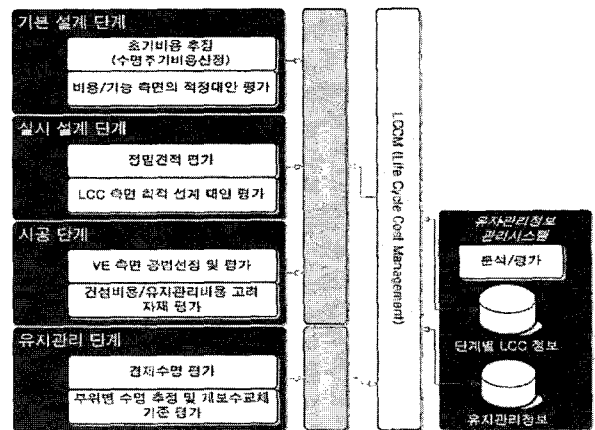 기본 설계 단계
초기비용 추정
(수명주기비용산정)
비용/기능 측면의 적정대안 평가
실시 설계 단계
정밀견적 평가
LCC 측면 최적 설계 대안 평가
시공 단계
VE 측면 공법선정 및 평가
건설비용/유지관리비용 고려
자재 평가
유지관리 단계
경제수명 평가
부위별 수명 추정 및 개보수교체
기준 평가
LCCM (Life Cycle Cost Management)
유지관리정보
관리시스템
분석/평가
단계별 LCC 정보
유지관리정보